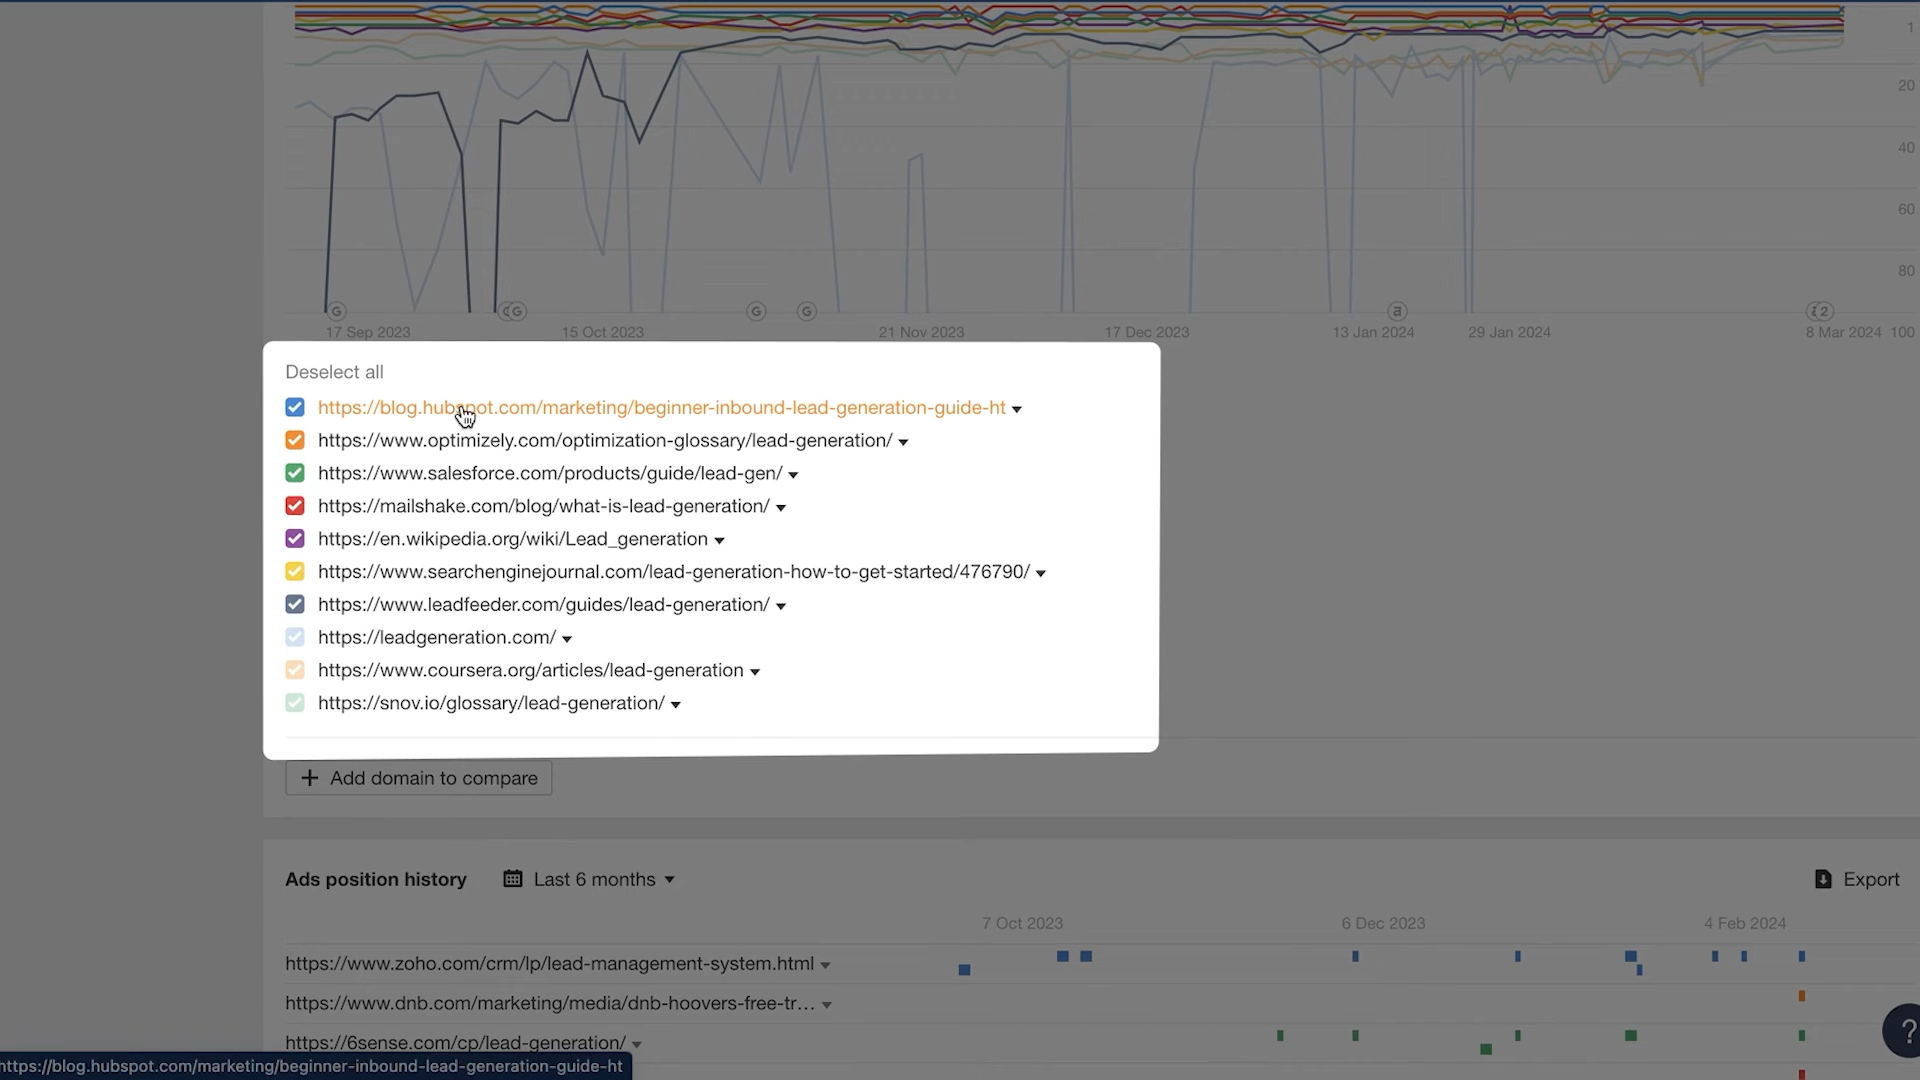 1
20
40
60
80
G
G
G
G
a
2
17 Sep 2023
15 Oct 2023
21 Nov 2023
17 Dec 2023
13 Jan 2024
29 Jan 2024
8 Mar 2024
100
Deselect all
https://blog.hubspot.com/marketing/beginner-inbound-lead-generation-guide-ht
https://www.optimizely.com/optimization-glossary/lead-generation/
https://www.salesforce.com/products/guide/lead-gen/
https://mailshake.com/blog/what-is-lead-generation/
https://en.wikipedia.org/wiki/Lead_generation
https://www.searchenginejournal.com/lead-generation-how-to-get-started/476790/
https://www.leadfeeder.com/guides/lead-generation/
https://leadgeneration.com/
https://www.coursera.org/articles/lead-generation
https://snov.io/glossary/lead-generation/
+ Add domain to compare
Ads position history Last 6 months Export
7 Oct 2023 6 Dec 2023 4 Feb 2024
https://www.zoho.com/crm/lp/lead-management-system.html
https://www.dnb.com/marketing/media/dnb-hoovers-free-tr...
https://6sense.com/cp/lead-generation/
?
https://blog.hubspot.com/marketing/beginner-inbound-lead-generation-guide-ht